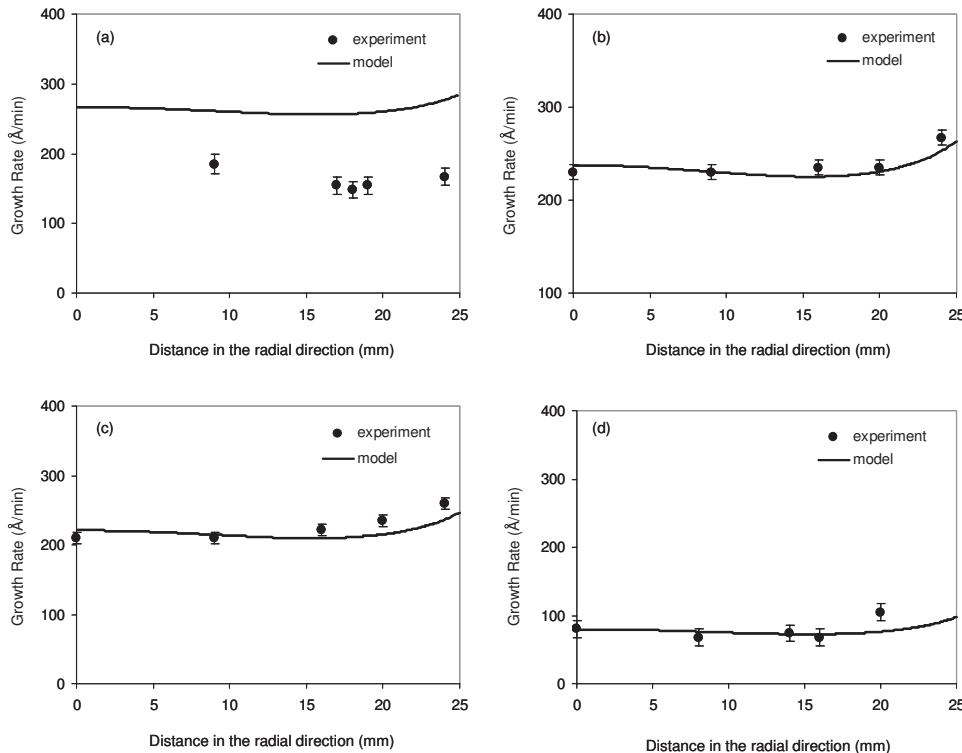 (a)
experiment
model
400
300
200
100
0
Growth Rate (Å/min)
0 5 10 15 20 25
Distance in the radial direction (mm)
(b)
experiment
model
400
300
200
100
Growth Rate (Å/min)
0 5 10 15 20 25
Distance in the radial direction (mm)
(c)
experiment
model
400
300
200
100
0
Growth Rate (Å/min)
0 5 10 15 20 25
Distance in the radial direction (mm)
(d)
experiment
model
400
300
200
100
0
Growth Rate (Å/min)
0 5 10 15 20 25
Distance in the radial direction (mm)